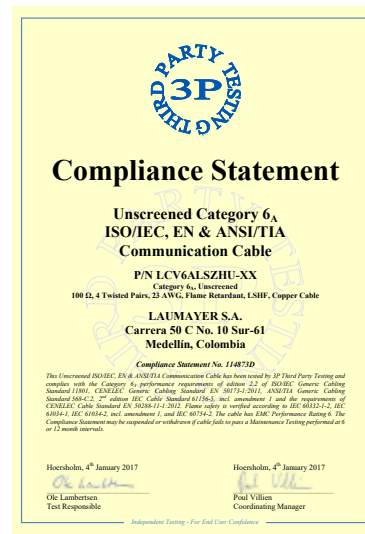 THIRD PARTY TESTING
3P
Compliance Statement
Unscreened Category 6A
ISO/IEC, EN & ANSI/TIA
Communication Cable
P/N LCV6ALSZHU-XX
Category 6A, Unscreened
100 Ω, 4 Twisted Pairs, 23 AWG, Flame Retardant, LSHF, Copper Cable
LAUMAYER S.A.
Carrera 50 C No. 10 Sur-61
Medellín, Colombia
Compliance Statement No. 114873D
This Unscreened ISO/IEC, EN & ANSI/TIA Communication Cable has been tested by 3P Third Party Testing and
complies with the Category 6A performance requirements of edition 2.2 of ISO/IEC Generic Cabling
Standard 11801, CENELEC Generic Cabling Standard EN 50173-1:2011, ANSI/TIA Cabling
Standard 568-C.2, 2nd edition IEC Cable Standard 61156-5, incl. amendment 1 and the requirements of
CENELEC Cable Standard EN 50288-11-1:2012. Flame safety is verified according to IEC 60332-1-2, IEC
61034-1, IEC 61034-2, incl. amendment 1, and IEC 60754-2. The cable has EMC Performance Rating 6. The
Compliance Statement may be suspended or withdrawn if cable fails to pass a Maintenance Testing performed at 6
or 12 month intervals.
Hoersholm, 4th January 2017 Hoersholm, 4th January 2017
Ole Lambertsen Poul Villien
Test Responsible Coordinating Manager
Independent Testing - For End User Confidence